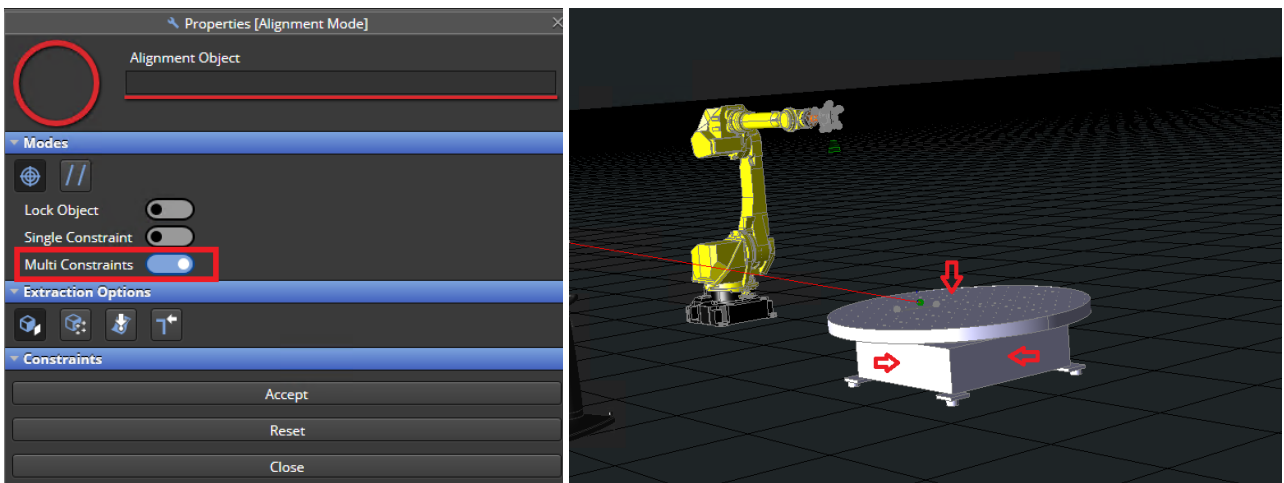 Properties [Alignment Mode]
Alignment Object
Modes
Lock Object
Single Constraint
Multi Constraints
Extraction Options
Constraints
Accept
Reset
Close